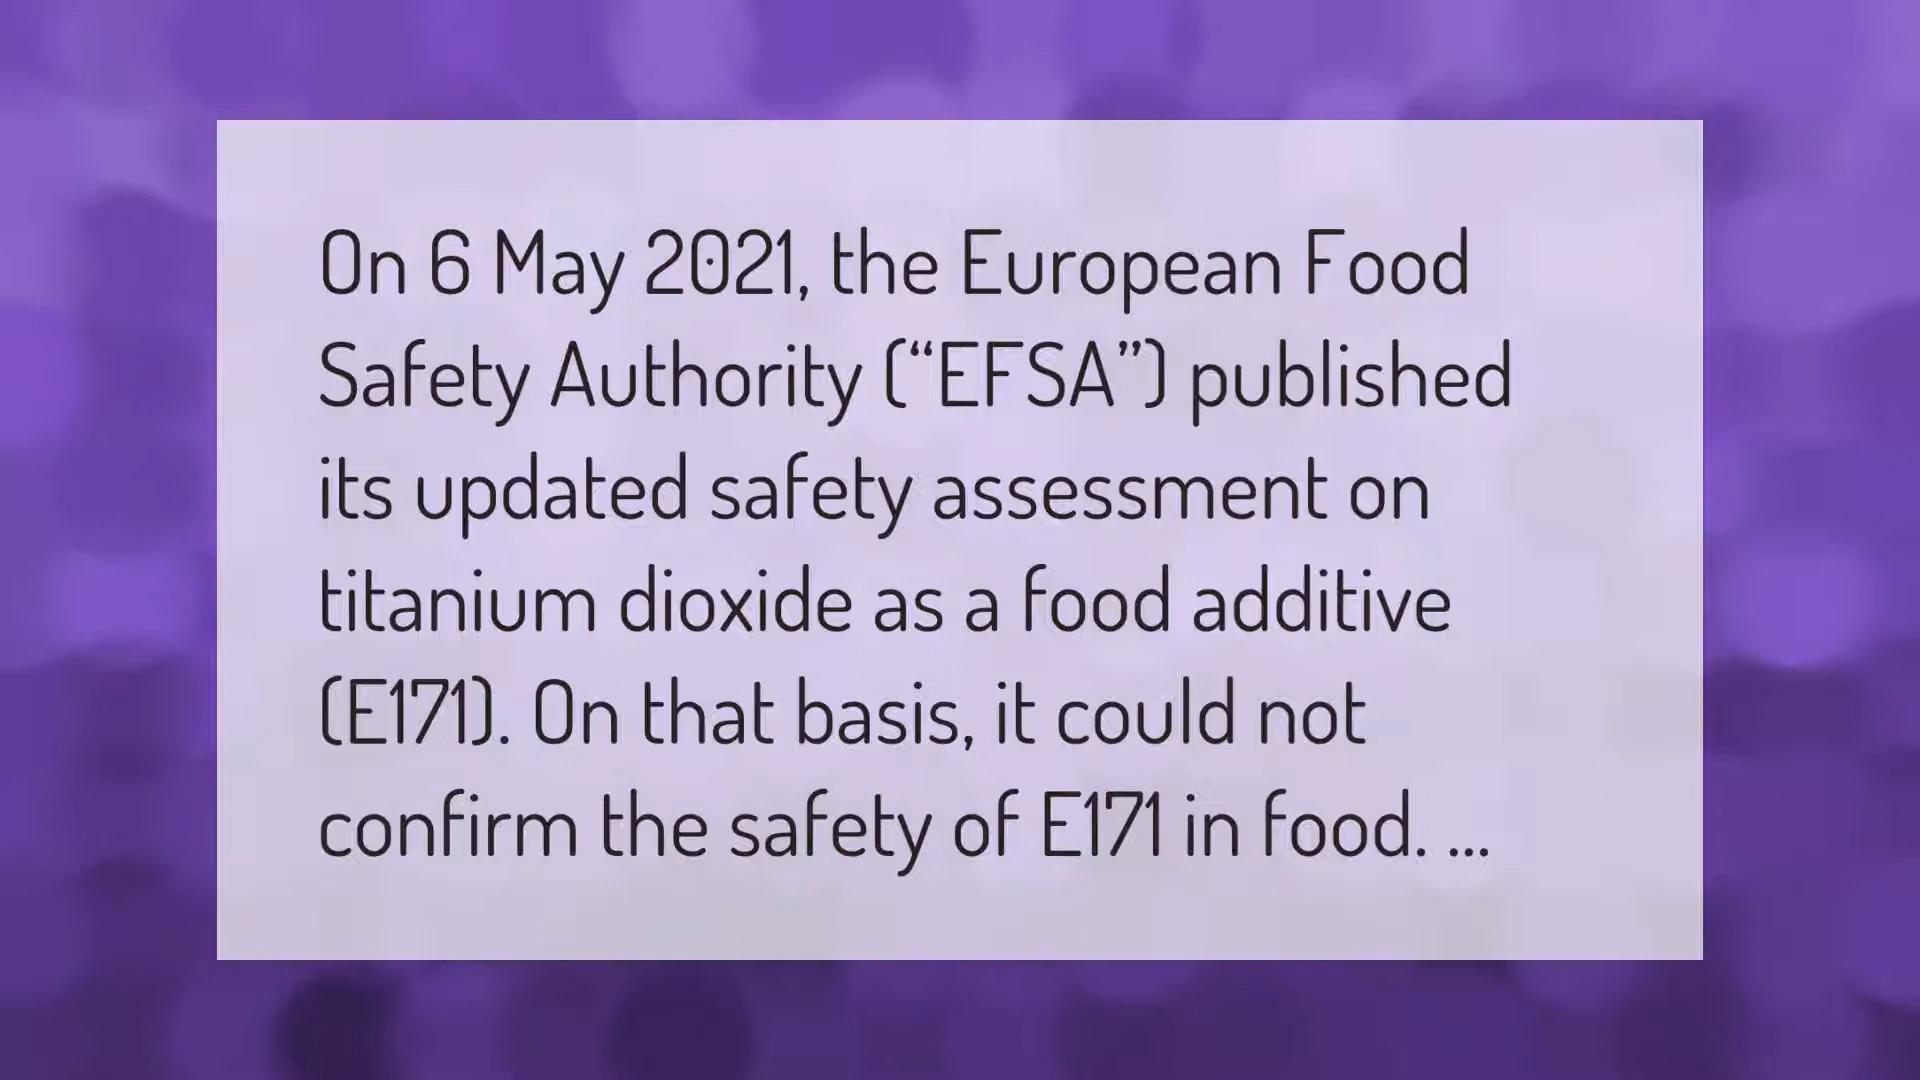 On 6 May 2021, the European Food
Safety Authority (“EFSA”) published
its updated safety assessment on
titanium dioxide as a food additive
(E171). On that basis, it could not
confirm the safety of E171 in food. ...